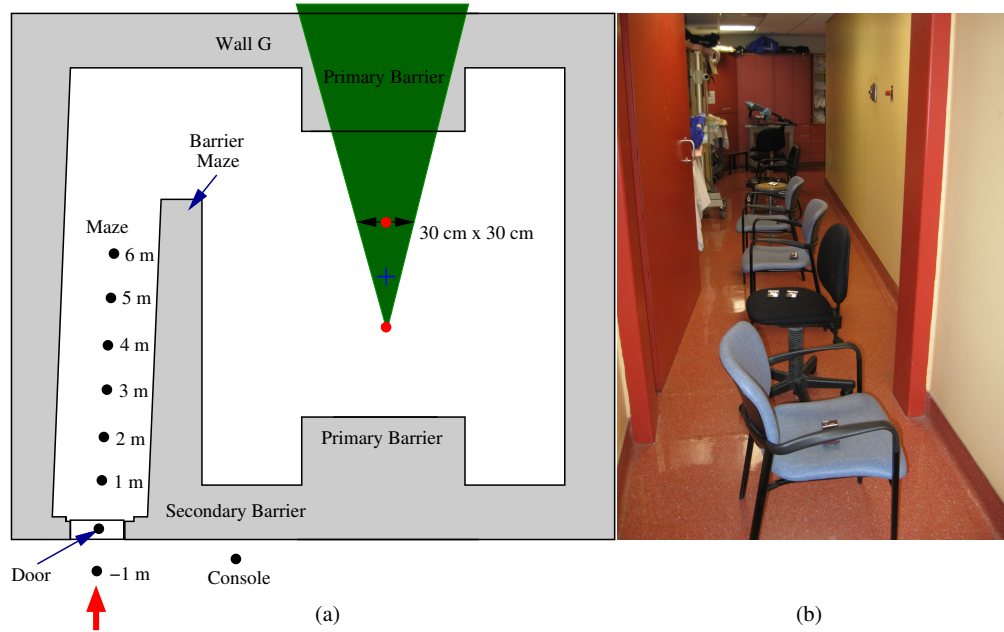 Wall G
Primary Barrier
Barrier
Maze
Maze
30 cm x 30 cm
6 m
5 m
4 m
3 m
2 m
1 m
Primary Barrier
Secondary Barrier
Door
−1 m
Console
(a)
(b)